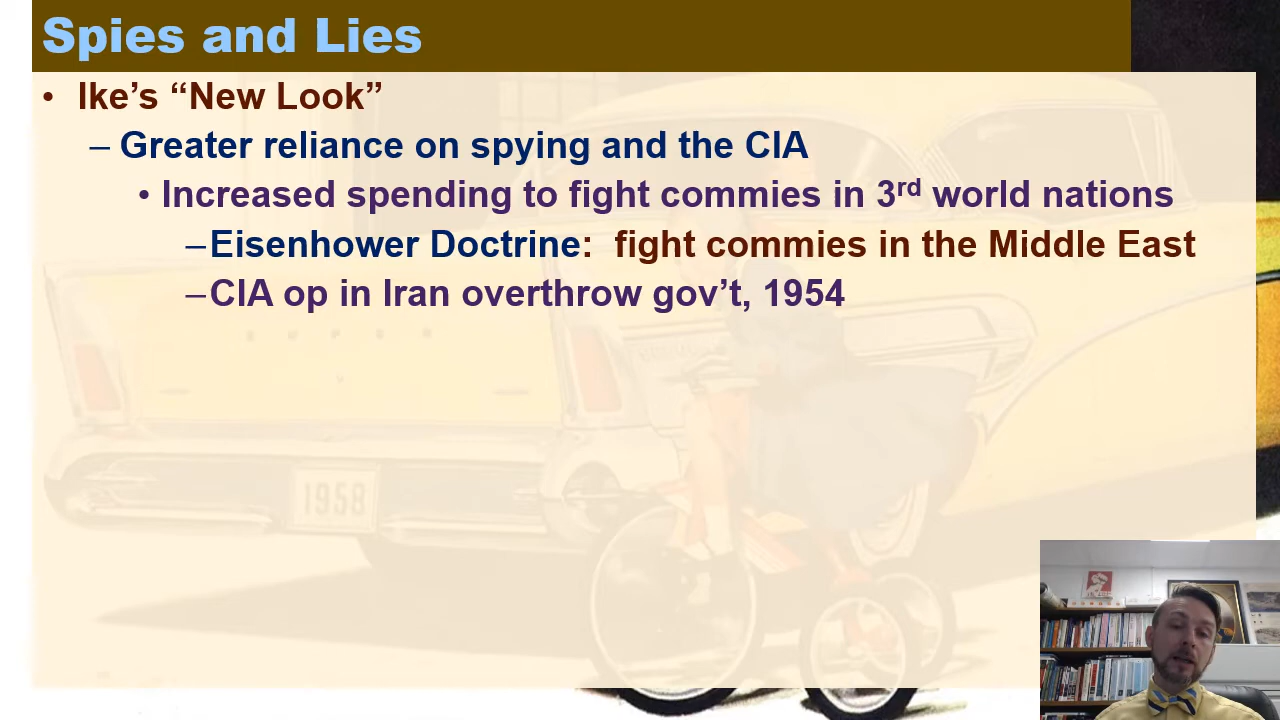 Spies and Lies
• Ike’s “New Look”
– Greater reliance on spying and the CIA
• Increased spending to fight commies in 3rd world nations
–Eisenhower Doctrine:  fight commies in the Middle East
–CIA op in Iran overthrow gov’t, 1954
1958